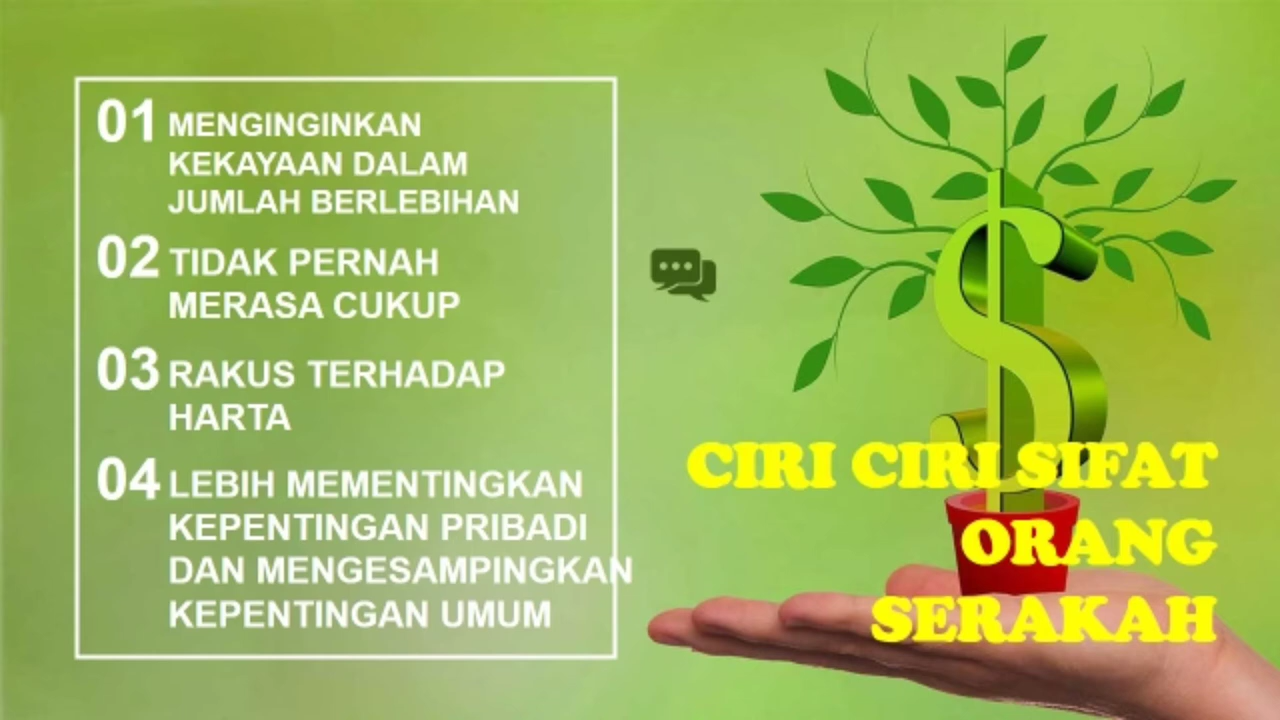 01 MENGINGINKAN
KEKAYAAN DALAM
JUMLAH BERLEBIHAN
02 TIDAK PERNAH
MERASA CUKUP
03 RAKUS TERHADAP
HARTA
04 LEBIH MEMENTINGKAN
KEPENTINGAN PRIBADI
DAN MENGESAMPINGKAN
KEPENTINGAN UMUM
CIRI CIRI SIFAT
ORANG
SERAKAH